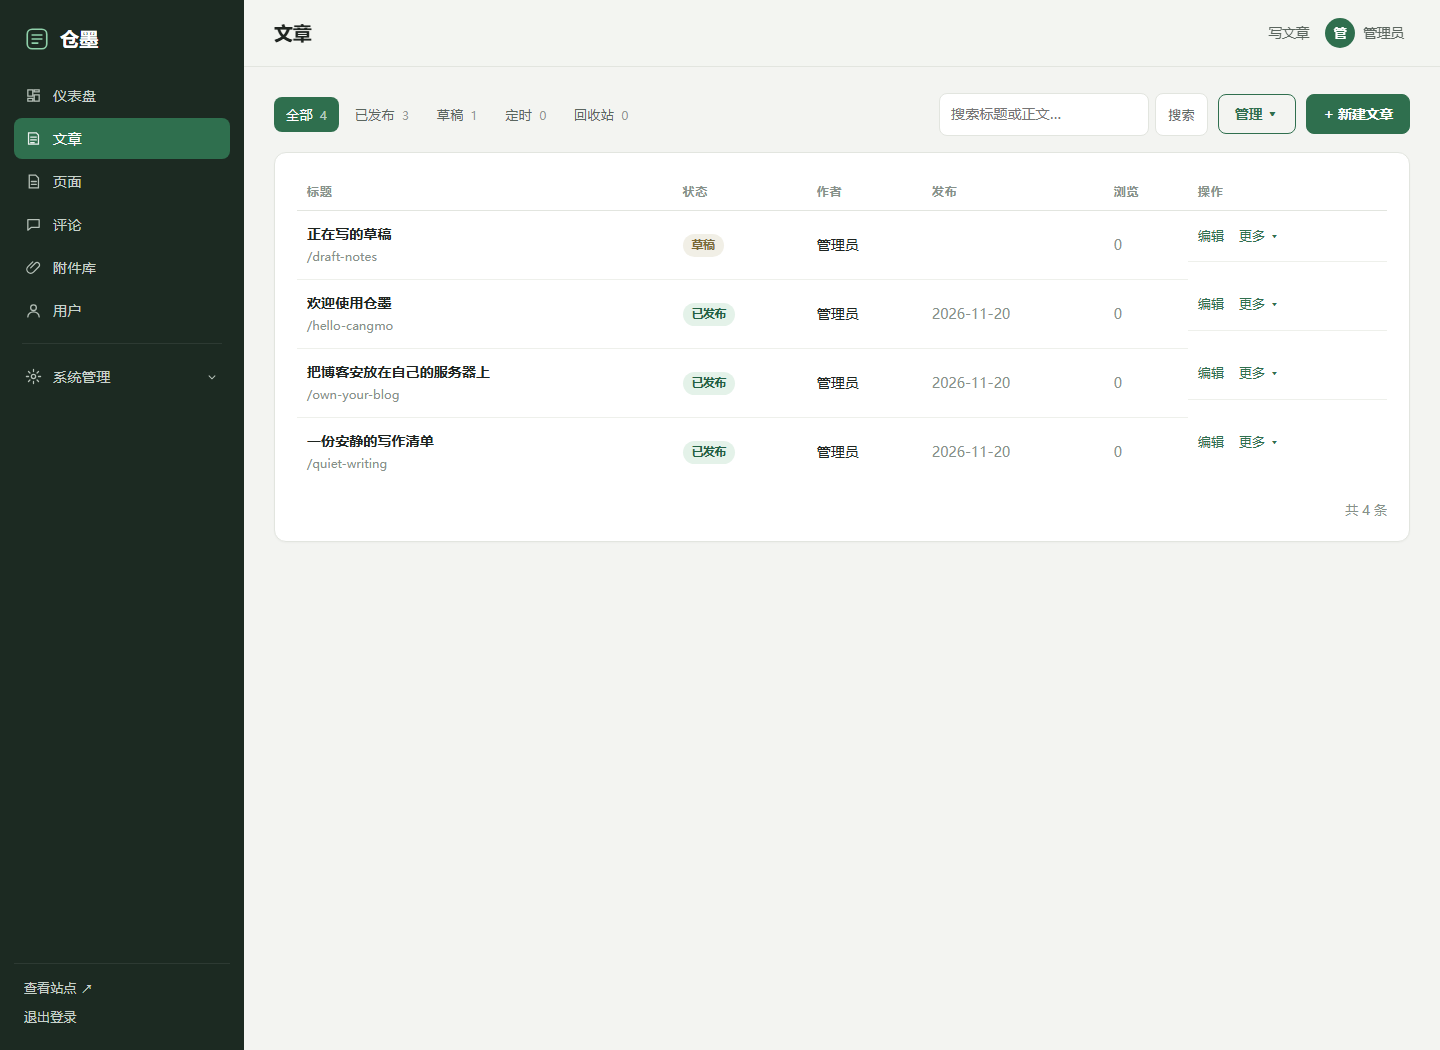 仓墨
仪表盘
文章
页面
评论
附件库
用户
系统管理
查看站点 ↗
退出登录
文章
写文章 管 管理员
全部 4 已发布 3 草稿 1 定时 0 回收站 0 搜索标题或正文... 搜索 管理 ▾ + 新建文章
标题 状态 作者 发布 浏览 操作
正在写的草稿 草稿 管理员 0 编辑 更多 ▾
/draft-notes
欢迎使用仓墨 已发布 管理员 2026-11-20 0 编辑 更多 ▾
/hello-cangmo
把博客安放在自己的服务器上 已发布 管理员 2026-11-20 0 编辑 更多 ▾
/own-your-blog
一份安静的写作清单 已发布 管理员 2026-11-20 0 编辑 更多 ▾
/quiet-writing
共 4 条